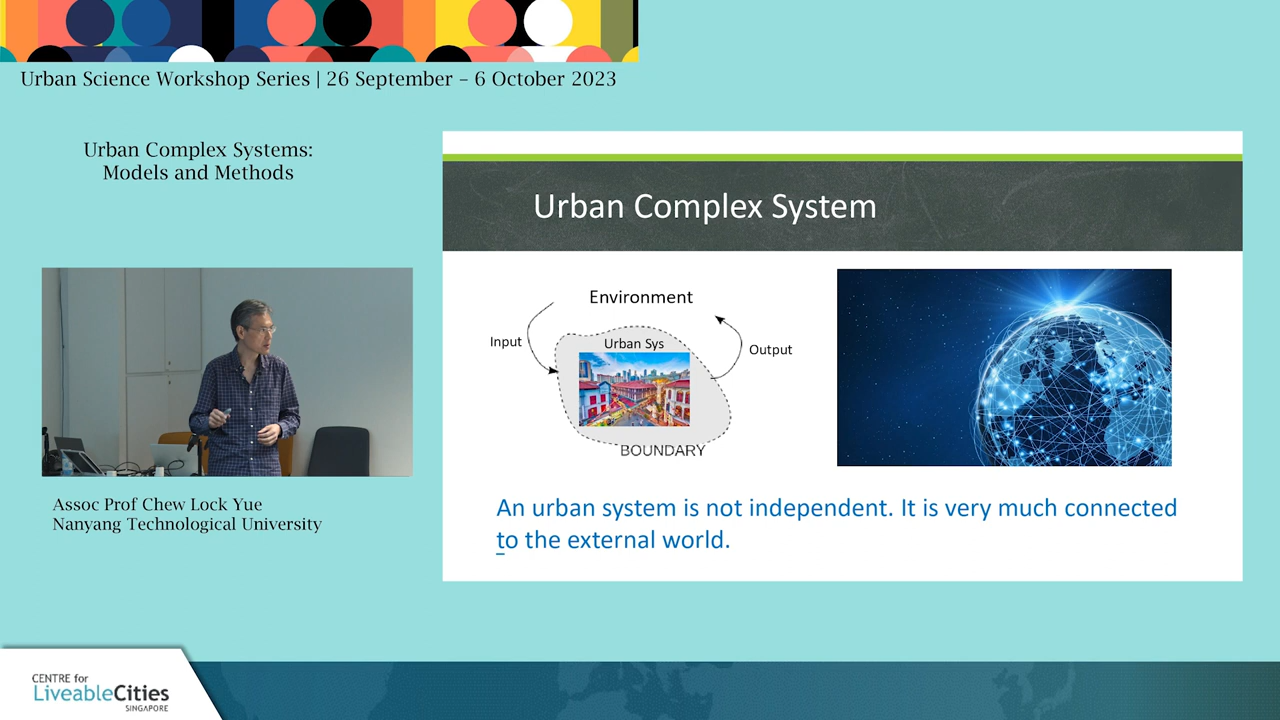 Urban Science Workshop Series | 26 September – 6 October 2023
Urban Complex Systems:
Models and Methods
Urban Complex System
Environment
Input
Urban Sys
Output
BOUNDARY
An urban system is not independent. It is very much connected
to the external world.
Assoc Prof Chew Lock Yue
Nanyang Technological University
CENTRE for
LiveableCities
SINGAPORE